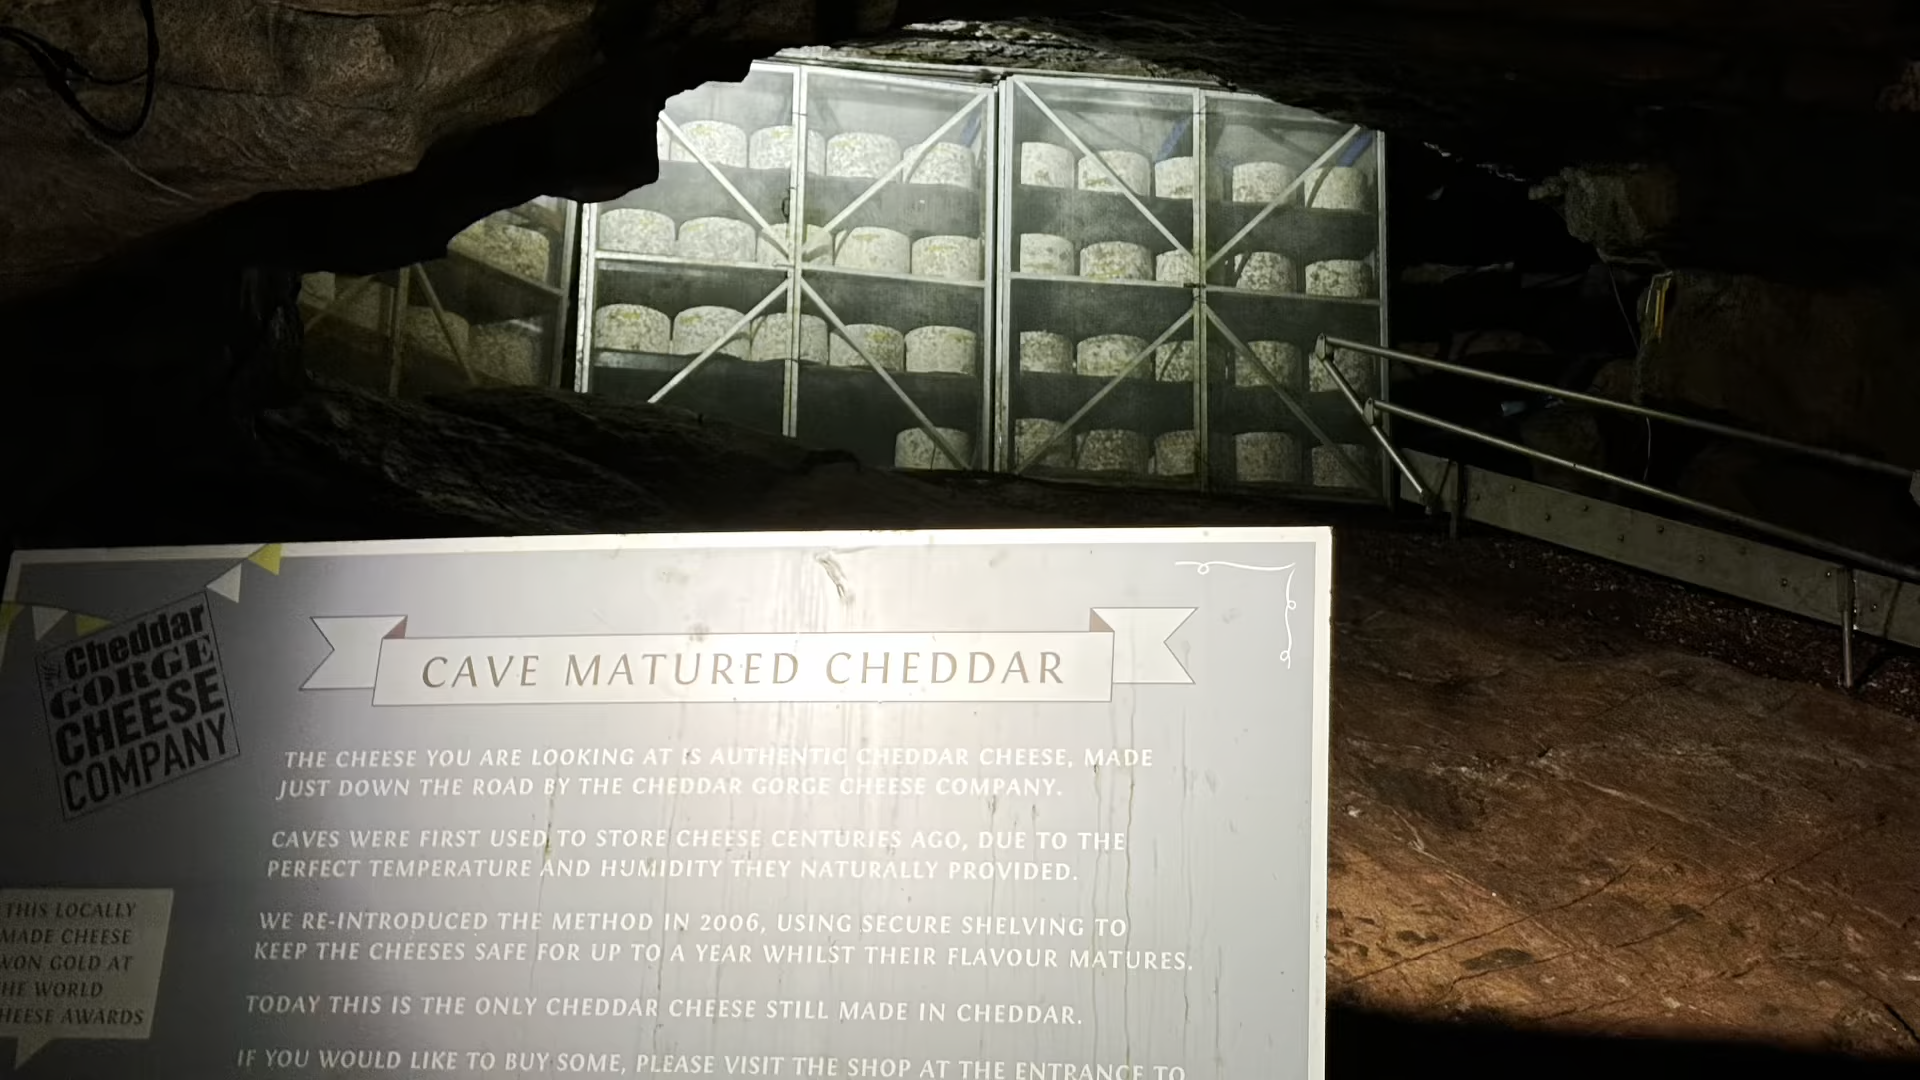 The
Cheddar
GORGE
CHEESE
COMPANY
CAVE MATURED CHEDDAR
THE CHEESE YOU ARE LOOKING AT IS AUTHENTIC CHEDDAR CHEESE, MADE
JUST DOWN THE ROAD BY THE CHEDDAR GORGE CHEESE COMPANY.
CAVES WERE FIRST USED TO STORE CHEESE CENTURIES AGO, DUE TO THE
PERFECT TEMPERATURE AND HUMIDITY THEY NATURALLY PROVIDED.
WE RE-INTRODUCED THE METHOD IN 2006, USING SECURE SHELVING TO
KEEP THE CHEESES SAFE FOR UP TO A YEAR WHILST THEIR FLAVOUR MATURES.
TODAY THIS IS THE ONLY CHEDDAR CHEESE STILL MADE IN CHEDDAR.
IF YOU WOULD LIKE TO BUY SOME, PLEASE VISIT THE SHOP AT THE ENTRANCE TO
THIS LOCALLY
MADE CHEESE
WON GOLD AT
HE WORLD
HEESE AWARDS